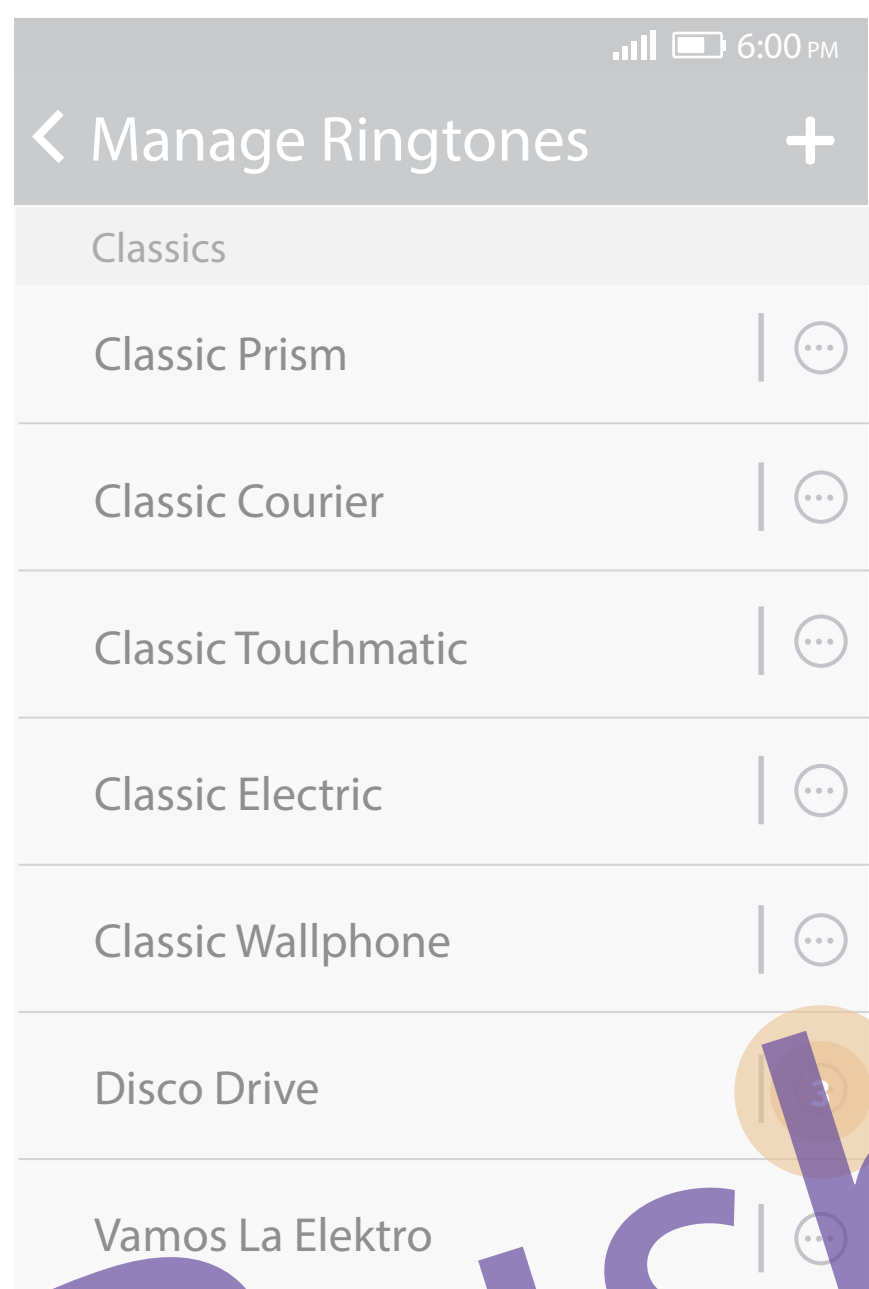 6:00 PM
Manage Ringtones
Classics
Classic Prism
Classic Courier
Classic Touchmatic
Classic Electric
Classic Wallphone
Disco Drive
3
Vamos La Elektro